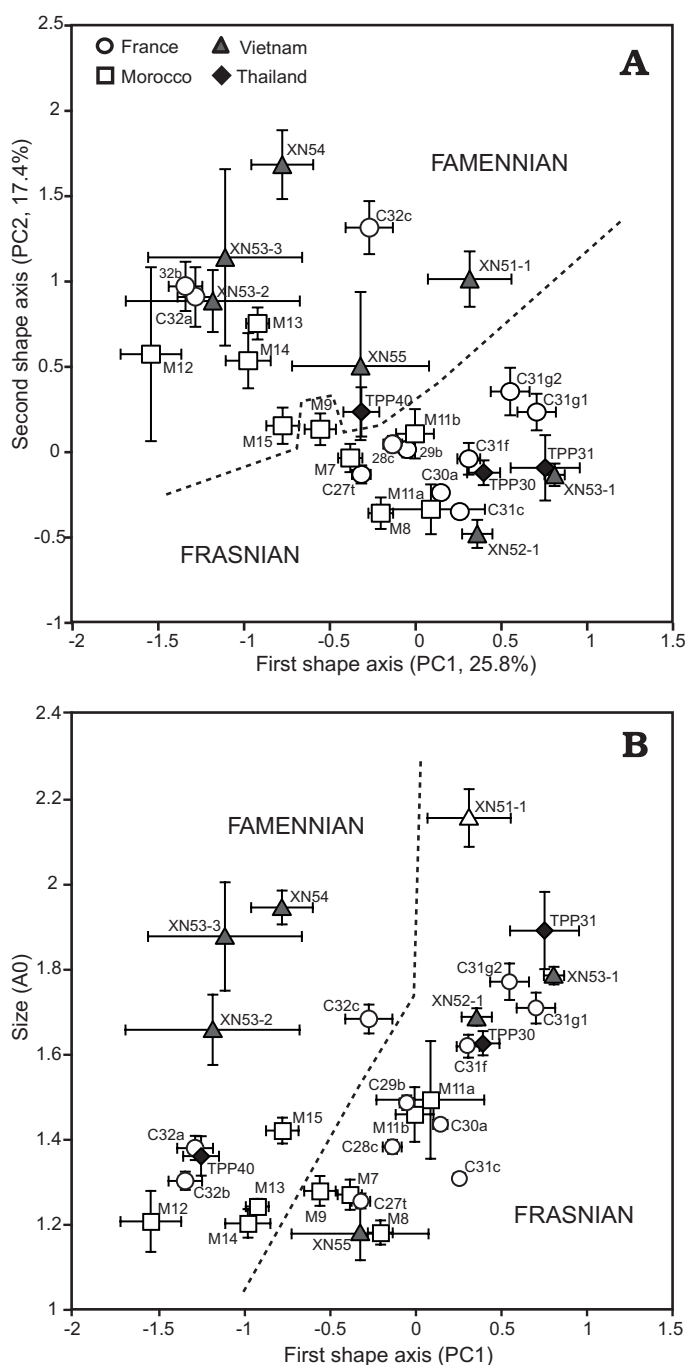 2.5
2
1.5
1
0.5
0
-0.5
-1
Second shape axis (PC2, 17.4%)
France Vietnam
Morocco Thailand
A
FAMENNIAN
FRASNIAN
XN54
C32c
XN53-3
XN51-1
32b
C32a
XN53-2
M13
M14
M12
XN55
C31g2
TPP40
C31g1
M9
M11b
M15
M7
28c
29b
C31f
TPP31
C27t
C30a
TPP30
XN53-1
M11a
M8
C31c
XN52-1
-2 -1.5 -1 -0.5 0 0.5 1 1.5
First shape axis (PC1, 25.8%)
2.4
2.2
2
1.8
1.6
1.4
1.2
1
Size (A0)
B
FAMENNIAN
FRASNIAN
XN51-1
XN54
XN53-3
TPP31
C31g2
XN53-1
C32c
XN52-1
C31g1
XN53-2
TPP30
C31f
C29b
M11a
M15
M11b
C30a
C32a
C28c
TPP40
C31c
C32b
M13
M7
M12
M9
C27t
M14
XN55
M8
-2 -1.5 -1 -0.5 0 0.5 1 1.5
First shape axis (PC1)